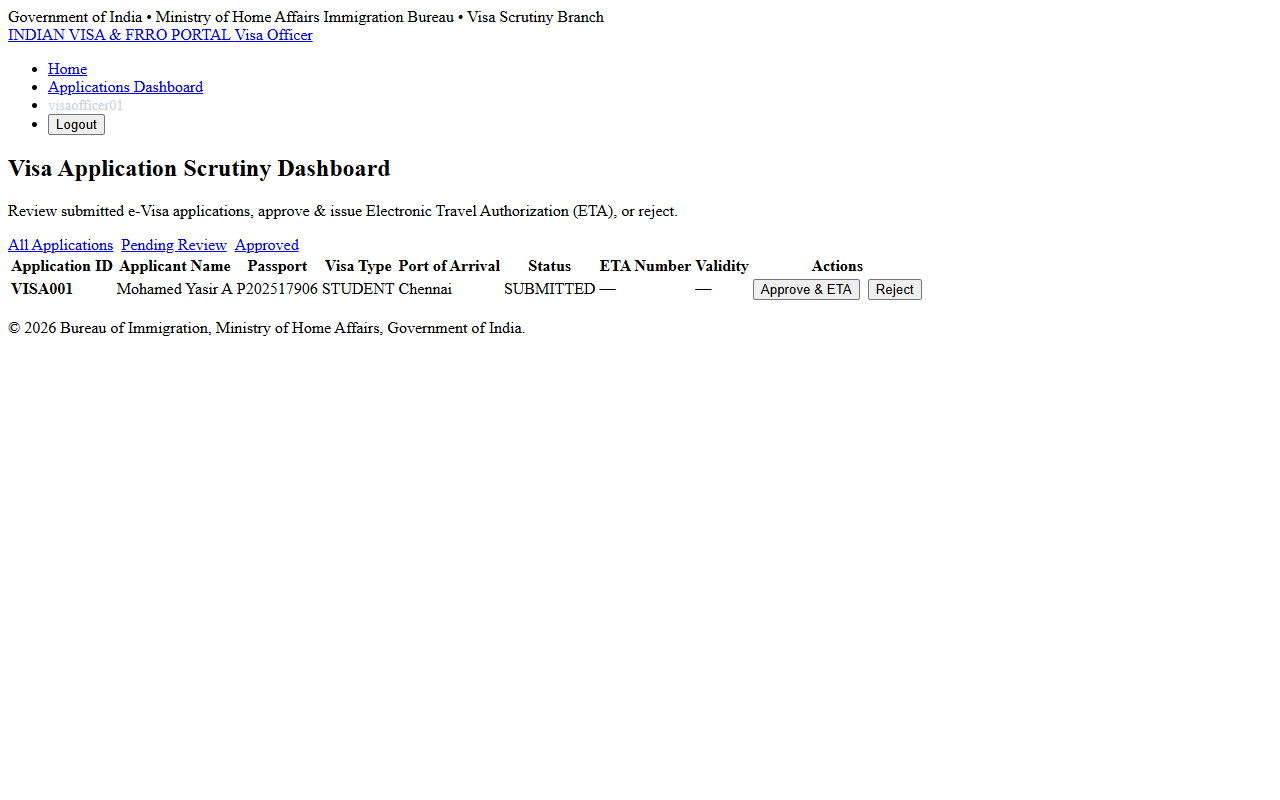 Government of India • Ministry of Home Affairs Immigration Bureau • Visa Scrutiny Branch
INDIAN VISA & FRRO PORTAL Visa Officer
• Home
• Applications Dashboard
• visaofficer01
• Logout
Visa Application Scrutiny Dashboard
Review submitted e-Visa applications, approve & issue Electronic Travel Authorization (ETA), or reject.
All Applications Pending Review Approved
Application ID Applicant Name Passport Visa Type Port of Arrival Status ETA Number Validity Actions
VISA001 Mohamed Yasir A P202517906 STUDENT Chennai SUBMITTED — — Approve & ETA Reject
© 2026 Bureau of Immigration, Ministry of Home Affairs, Government of India.